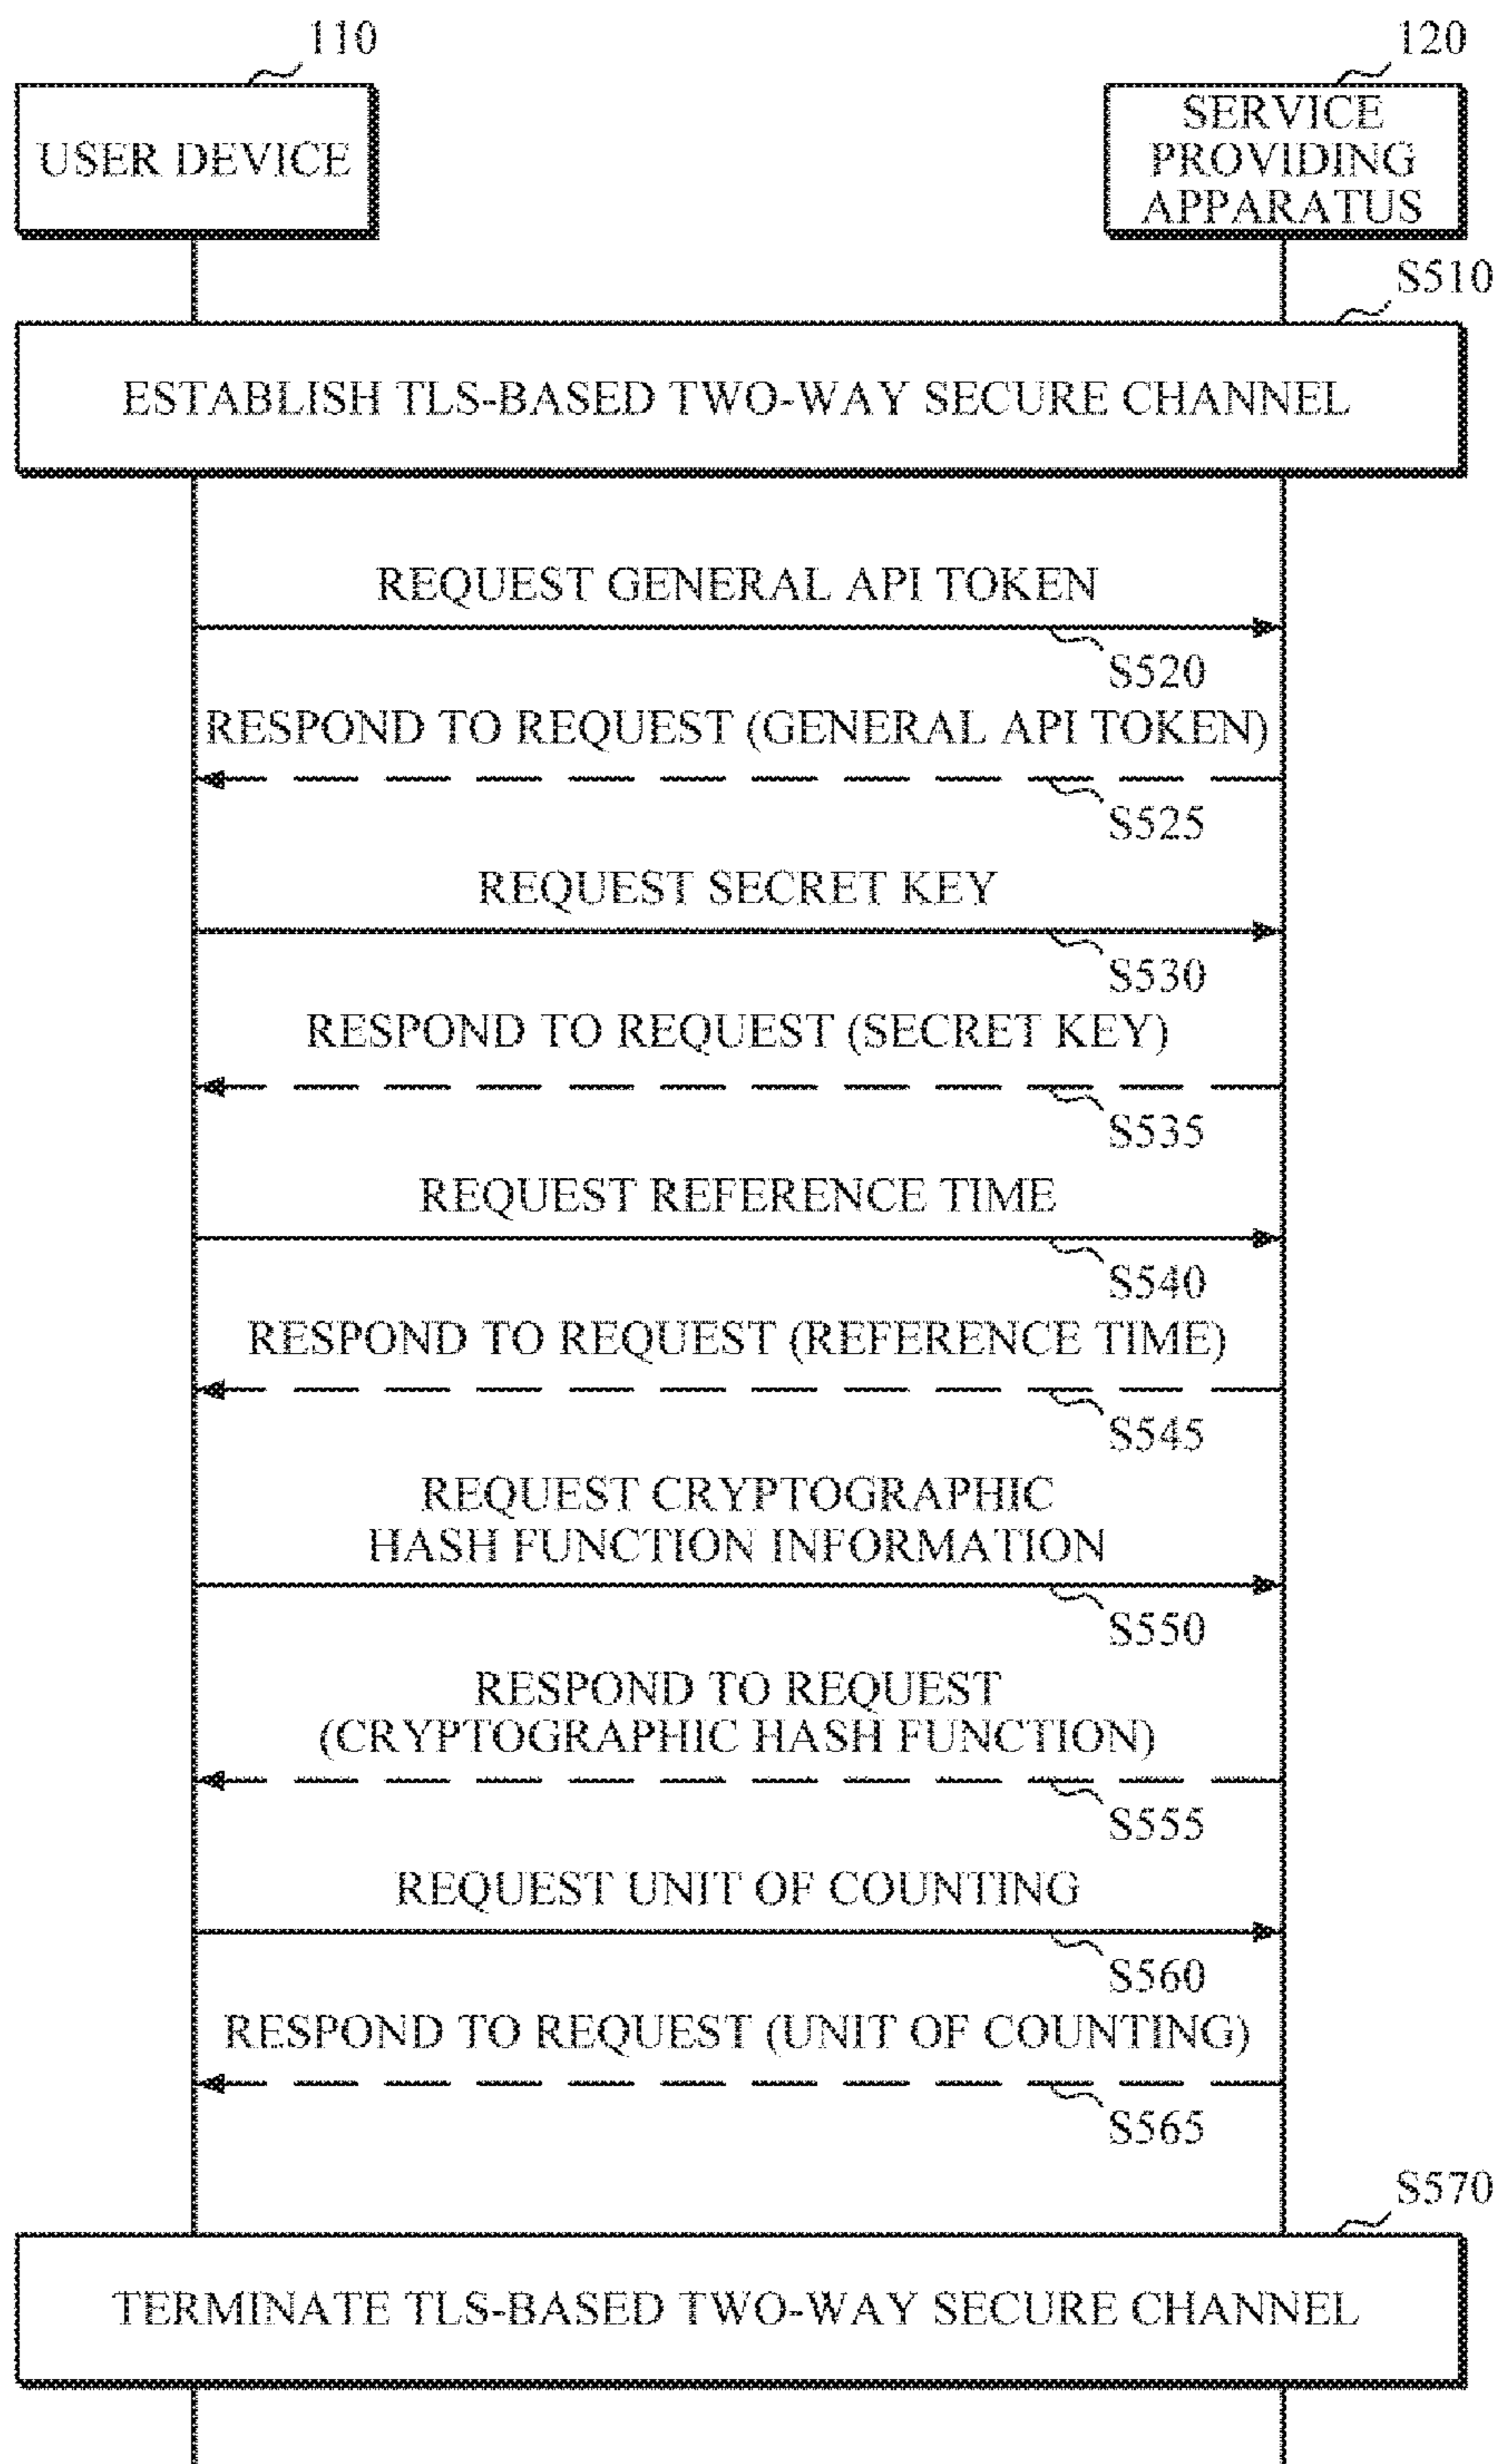 110
120
USER DEVICE
SERVICE
PROVIDING
APPARATUS
S510
ESTABLISH TLS-BASED TWO-WAY SECURE CHANNEL
REQUEST GENERAL API TOKEN
S520
RESPOND TO REQUEST (GENERAL API TOKEN)
S525
REQUEST SECRET KEY
S530
RESPOND TO REQUEST (SECRET KEY)
S535
REQUEST REFERENCE TIME
S540
RESPOND TO REQUEST (REFERENCE TIME)
S545
REQUEST CRYPTOGRAPHIC
HASH FUNCTION INFORMATION
S550
RESPOND TO REQUEST
(CRYPTOGRAPHIC HASH FUNCTION)
S555
REQUEST UNIT OF COUNTING
S560
RESPOND TO REQUEST (UNIT OF COUNTING)
S565
S570
TERMINATE TLS-BASED TWO-WAY SECURE CHANNEL